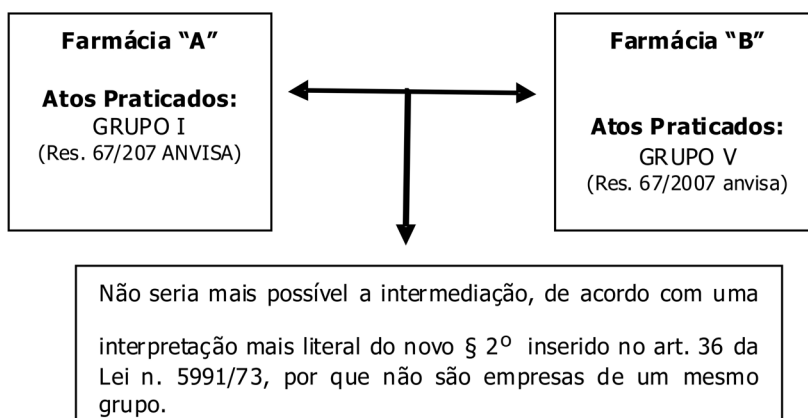 Farmácia “A”
Atos Praticados:
GRUPO I
(Res. 67/207 ANVISA)
Farmácia “B”
Atos Praticados:
GRUPO V
(Res. 67/2007 anvisa)
Não seria mais possível a intermediação, de acordo com uma
interpretação mais literal do novo § 2º inserido no art. 36 da
Lei n. 5991/73, por que não são empresas de um mesmo
grupo.